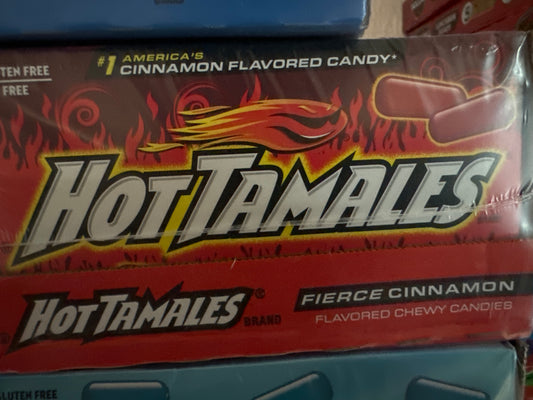 #1 AMERICA'S
CINNAMON FLAVORED CANDY*
TEN FREE
FREE
HOT TAMALES
HOT TAMALES®
BRAND
FIERCE CINNAMON
FLAVORED CHEWY CANDIES
LUTEN FREE